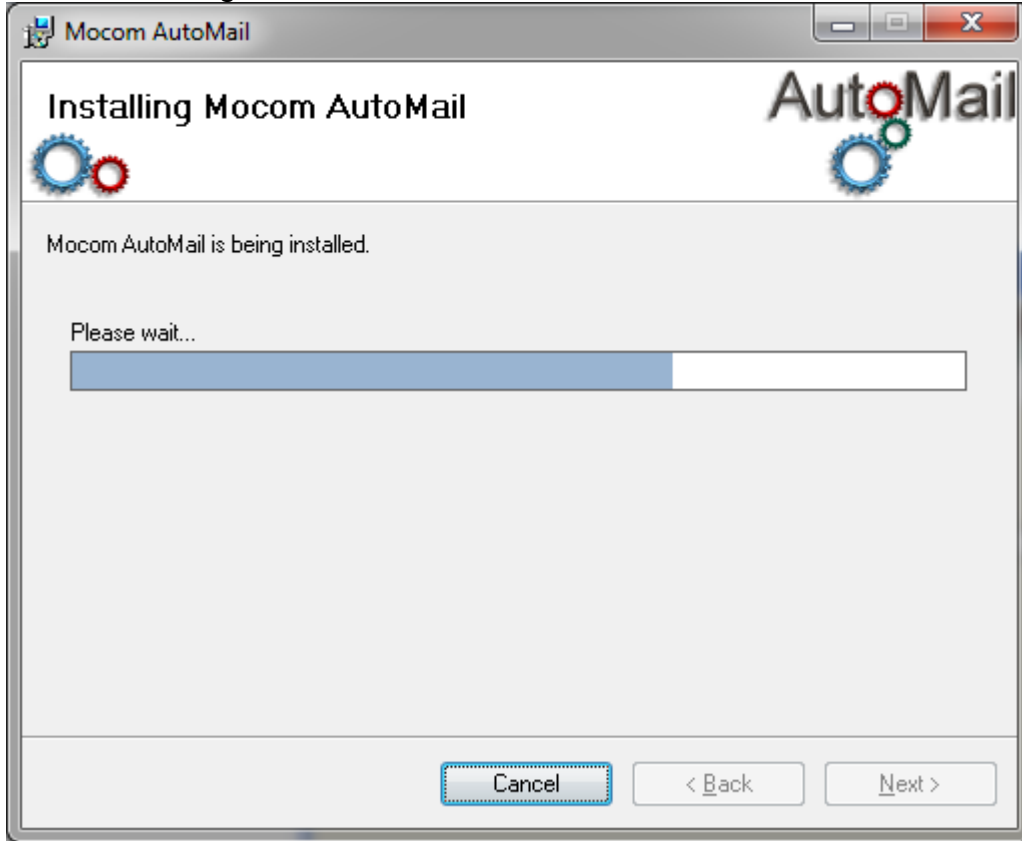 Mocom AutoMail
Installing Mocom AutoMail
AutoMail
Mocom AutoMail is being installed.
Please wait...
Cancel
< Back
Next >